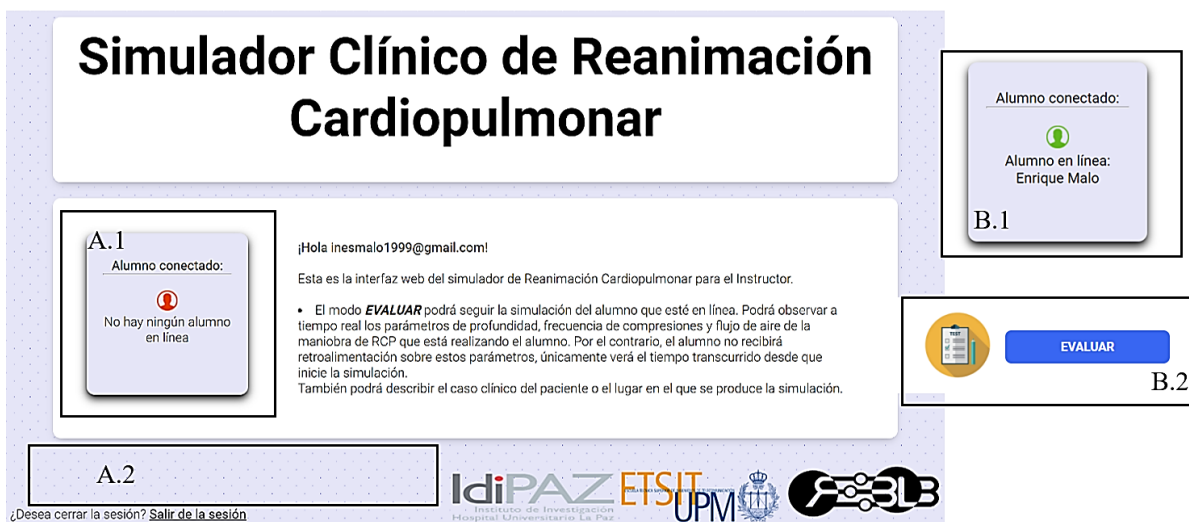 Simulador Clínico de Reanimación
Cardiopulmonar
A.1
Alumno conectado:
No hay ningún alumno
en línea
¡Hola inesmalo1999@gmail.com!
Esta es la interfaz web del simulador de Reanimación Cardiopulmonar para el Instructor.
• El modo EVALUAR podrá seguir la simulación del alumno que esté en línea. Podrá observar a
tiempo real los parámetros de profundidad, frecuencia de compresiones y flujo de aire de la
maniobra de RCP que está realizando el alumno. Por el contrario, el alumno no recibirá
retroalimentación sobre estos parámetros, únicamente verá el tiempo transcurrido desde que
inicie la simulación.
También podrá describir el caso clínico del paciente o el lugar en el que se produce la simulación.
Alumno conectado:
Alumno en línea:
Enrique Malo
B.1
TEST
EVALUAR
B.2
A.2
¿Desea cerrar la sesión? Salir de la sesión
IdiPAZ
Instituto de Investigación
Hospital Universitario La Paz
ETSIT
UPM